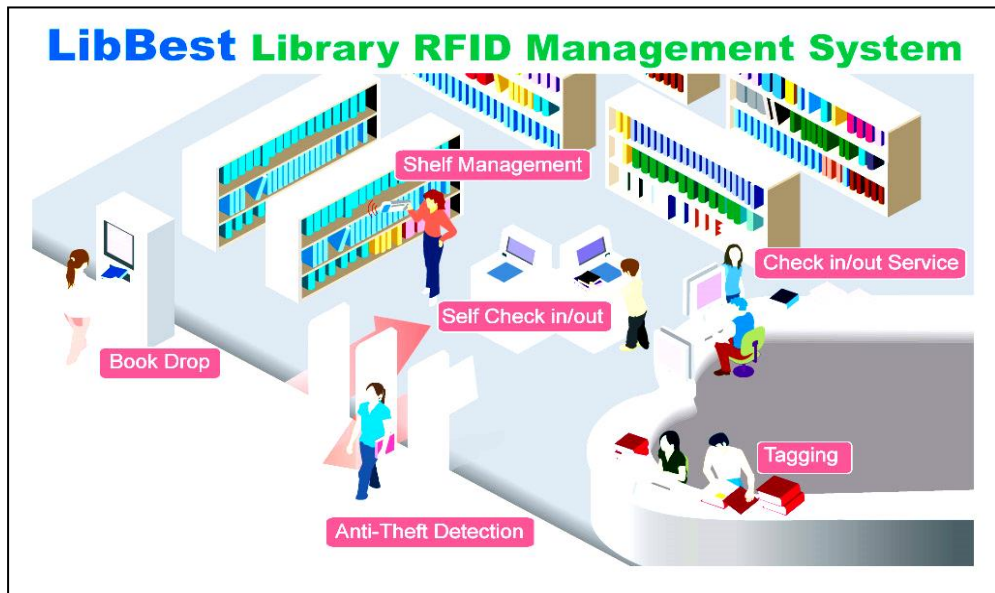 LibBest Library RFID Management System
Shelf Management
Check in/out Service
Self Check in/out
Book Drop
Tagging
Anti-Theft Detection